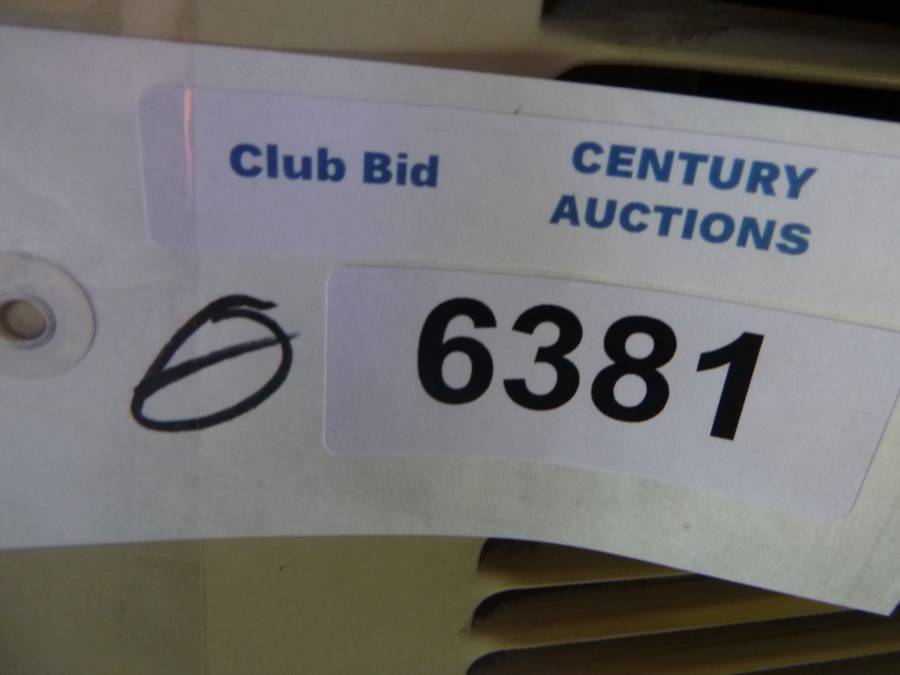 Club Bid
CENTURY
AUCTIONS
6381